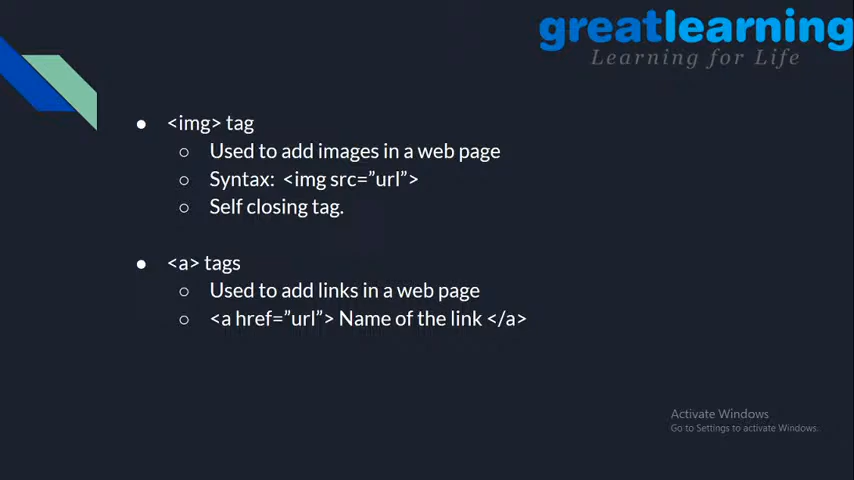 greatlearning
Learning for Life
● <img> tag
○ Used to add images in a web page
○ Syntax: <img src=”url”>
○ Self closing tag.
● <a> tags
○ Used to add links in a web page
○ <a href=”url”> Name of the link </a>
Activate Windows
Go to Settings to activate Windows.